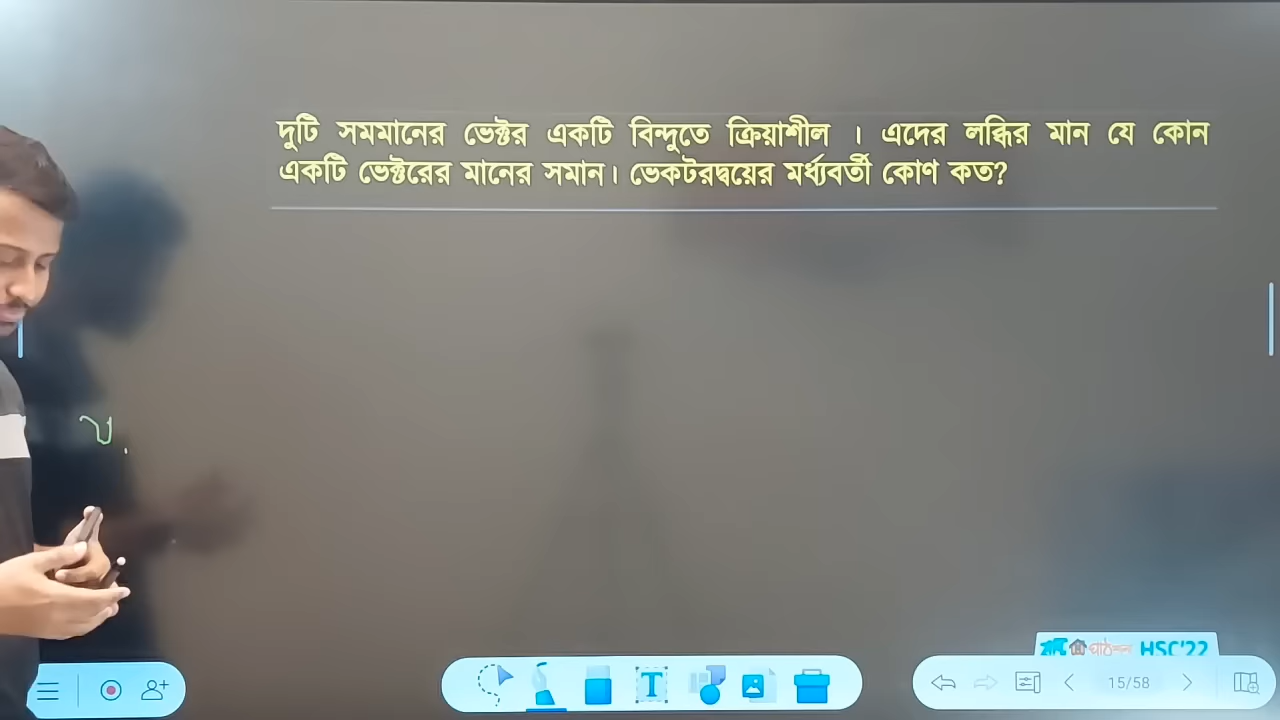 দুটি সমমানের ভেক্টর একটি বিন্দুতে ক্রিয়াশীল । এদের লব্ধির মান যে কোন
একটি ভেক্টরের মানের সমান। ভেকটরদ্বয়ের মর্ধ্যবর্তী কোণ কত?
HSC'22
T
15/58